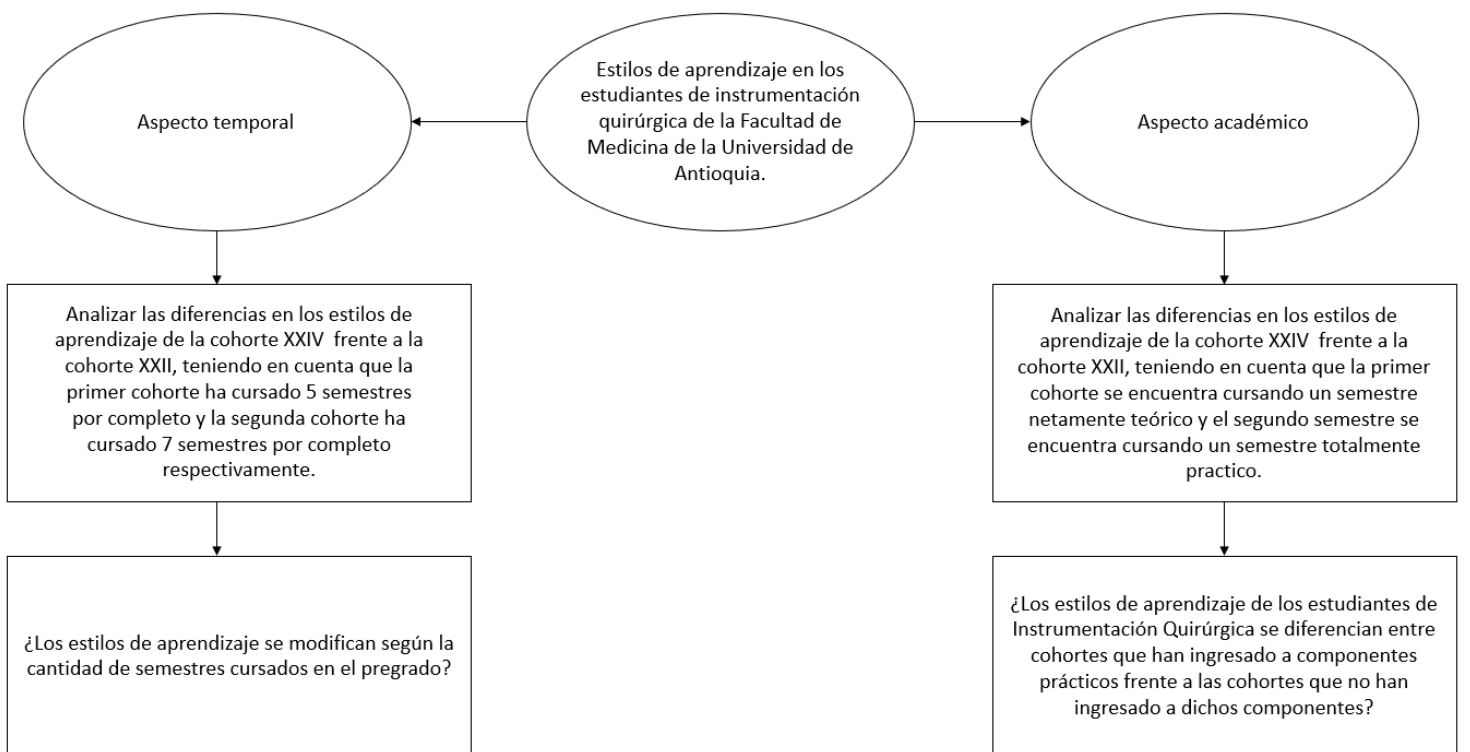 Aspecto temporal
Estilos de aprendizaje en los
estudiantes de instrumentación
quirúrgica de la Facultad de
Medicina de la Universidad de
Antioquia.
Aspecto académico
Analizar las diferencias en los estilos de
aprendizaje de la cohorte XXIV frente a la
cohorte XXII, teniendo en cuenta que la
primer cohorte ha cursado 5 semestres
por completo y la segunda cohorte ha
cursado 7 semestres por completo
respectivamente.
Analizar las diferencias en los estilos de
aprendizaje de la cohorte XXIV frente a la
cohorte XXII, teniendo en cuenta que la primer
cohorte se encuentra cursando un semestre
netamente teórico y el segundo semestre se
encuentra cursando un semestre totalmente
practico.
¿Los estilos de aprendizaje se modifican según la
cantidad de semestres cursados en el pregrado?
¿Los estilos de aprendizaje de los estudiantes de
Instrumentación Quirúrgica se diferencian entre
cohortes que han ingresado a componentes
prácticos frente a las cohortes que no han
ingresado a dichos componentes?